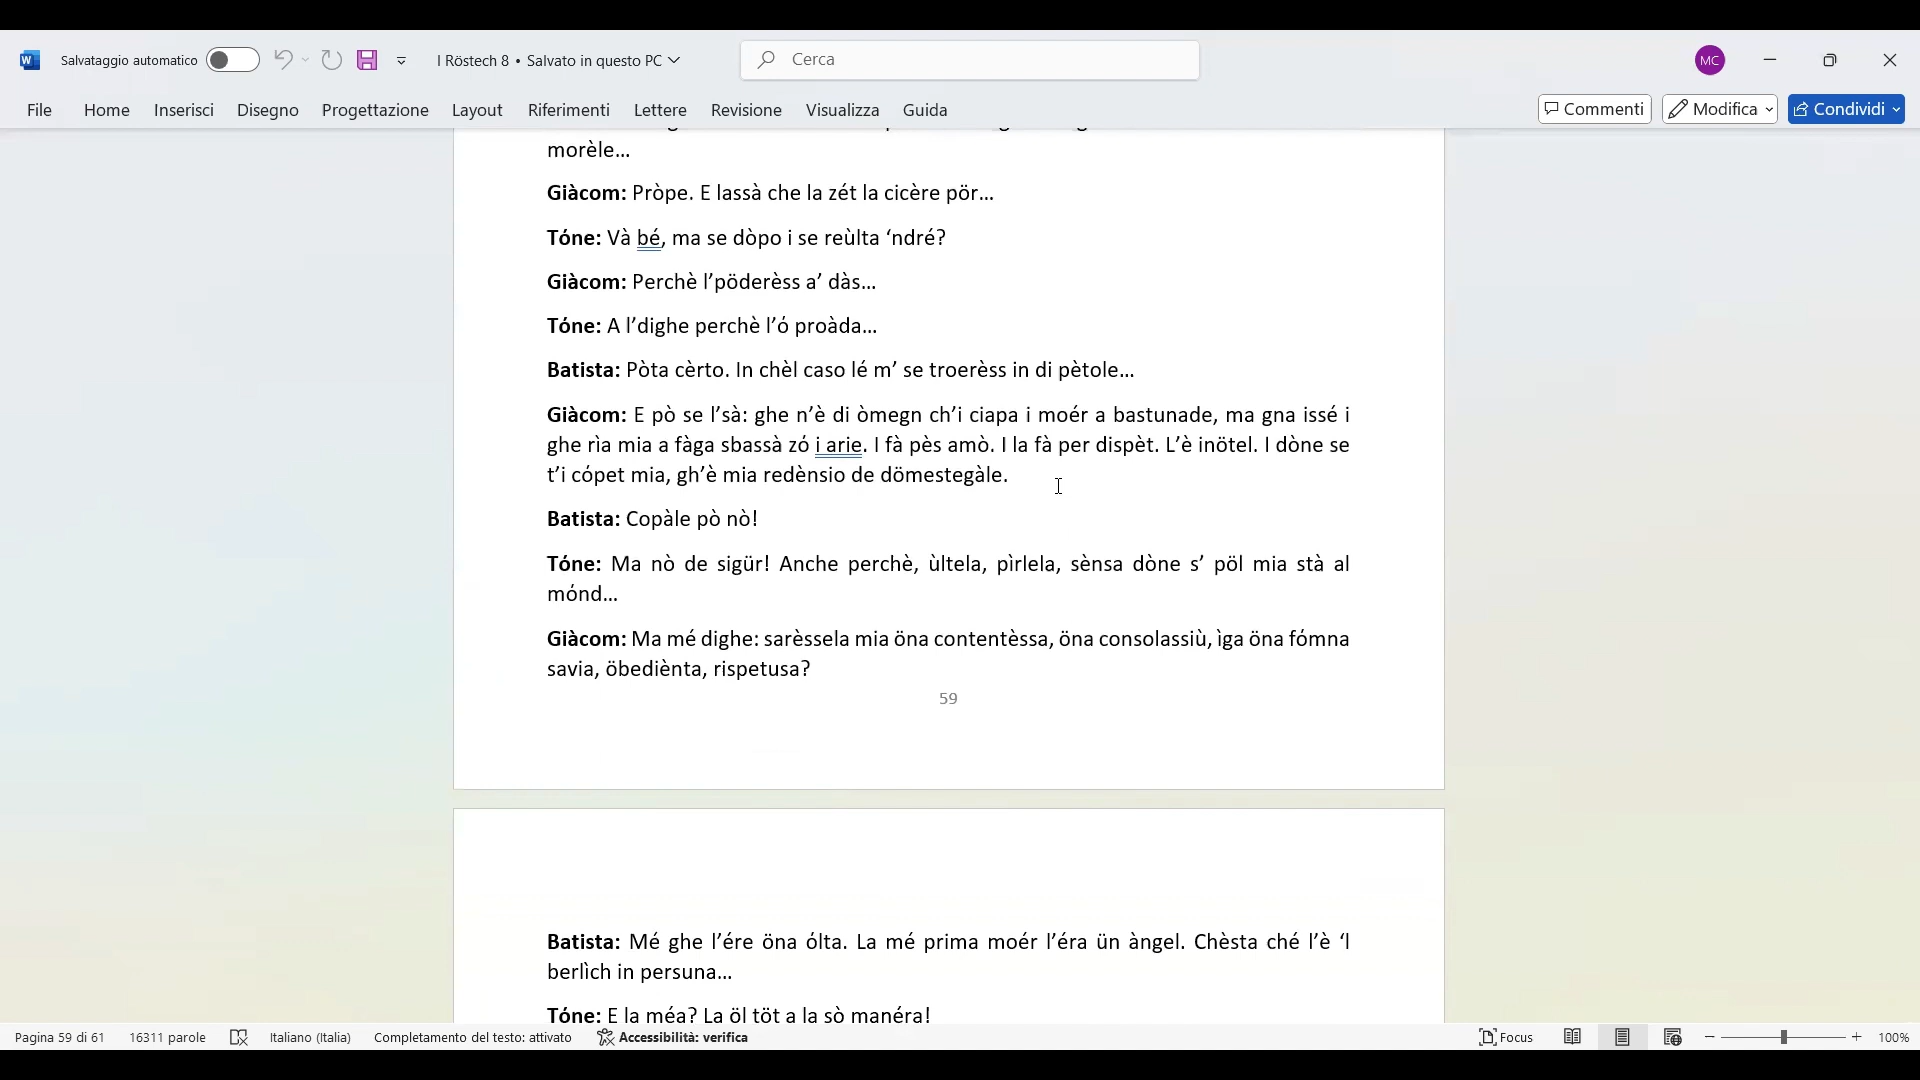 Salvataggio automatico
I Röstech 8 • Salvato in questo PC
Cerca
MC
File Home Inserisci Disegno Progettazione Layout Riferimenti Lettere Revisione Visualizza Guida
Commenti Modifica Condividi
morèle...
Giàcom: Pròpe. E lassà che la zét la cicère pör...
Tóne: Và bé, ma se dòpo i se reùlta ‘ndré?
Giàcom: Perchè l’pöderèss a’ dàs...
Tóne: A l’dighe perchè l’ó proàda...
Batista: Pòta cèrto. In chèl caso lé m’ se troerèss in di pètole...
Giàcom: E pò se l’sà: ghe n’è di òmegn ch’i ciapa i moér a bastunade, ma gna issé i
ghe rìa mia a fàga sbassà zó i arie. I fà pès amò. I la fà per dispèt. L’è inötel. I dòne se
t’i cópet mia, gh’è mia redènsio de dömestegàle.
Batista: Copàle pò nò!
Tóne: Ma nò de sigür! Anche perchè, ùltela, pìrlela, sènsa dòne s’ pöl mia stà al
mónd...
Giàcom: Ma mé dighe: sarèssela mia öna contentèssa, öna consolassiù, ìga öna fómna
savia, öbediènta, rispetusa?
59
Batista: Mé ghe l’ére öna ólta. La mé prima moér l’éra ün àngel. Chèsta ché l’è ‘l
berlìch in persuna...
Tóne: E la méa? La öl töt a la sò manéra!
Pagina 59 di 61 16311 parole Italiano (Italia) Completamento del testo: attivato Accessibilità: verifica Focus 100%